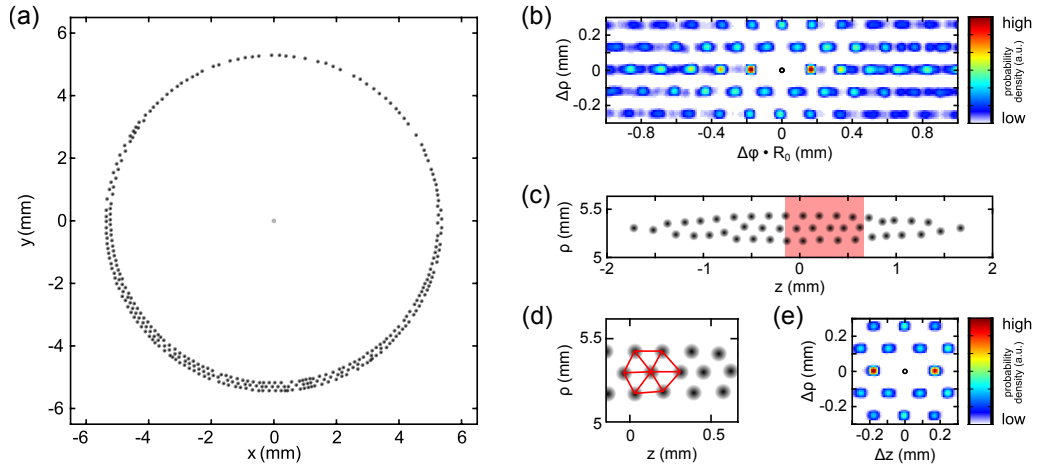 (a)
6
4
2
0
-2
-4
-6
y (mm)
-6
-4
-2
0
2
4
6
x (mm)
(b)
0.2
0
-0.2
Δρ (mm)
-0.8
-0.4
0
0.4
0.8
Δφ • R₀ (mm)
high
low
probability
density (a.u.)
(c)
5.5
5
ρ (mm)
-2
-1
0
1
2
z (mm)
(d)
5.5
5
ρ (mm)
0
0.5
z (mm)
(e)
0.2
0
-0.2
Δρ (mm)
-0.2
0
0.2
Δz (mm)
high
low
probability
density (a.u.)